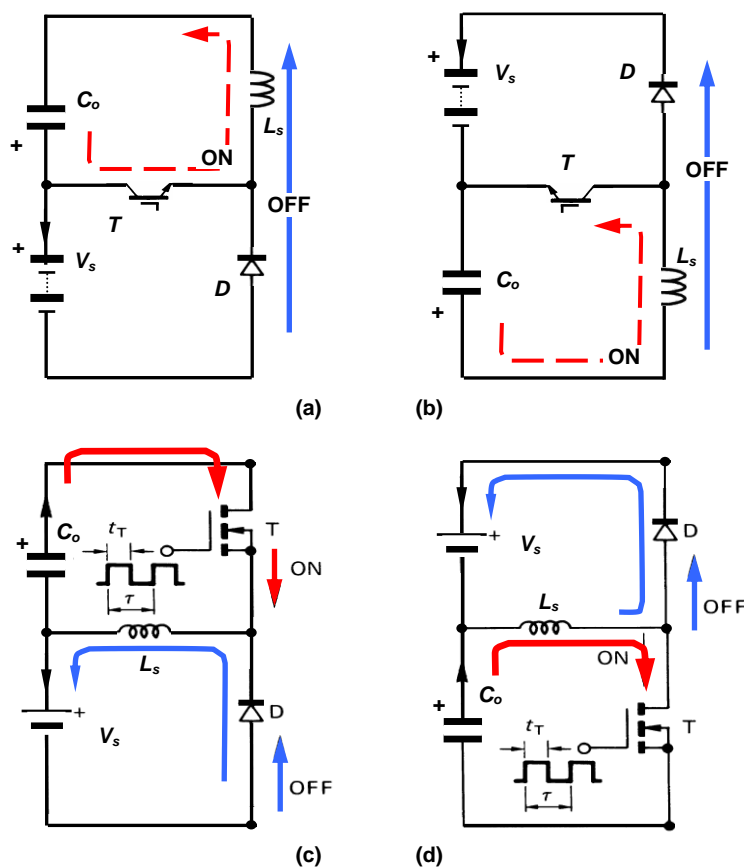 + Vs
Co D
Ls
+ ON T
T OFF OFF
+ Vs Ls
D Co
+ ON
(a) (b)
Co tT T
+ ON
τ Vs + D
Ls Ls OFF
ON
+ Co
Vs D tT T
OFF τ
(c) (d)